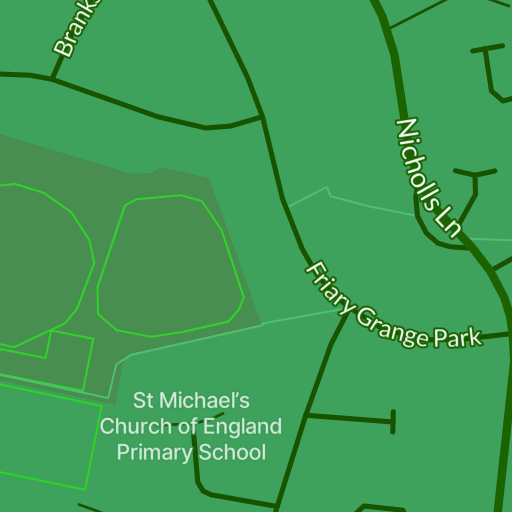 Nicholls Ln
Friary Grange Park
St Michael's
Church of England
Primary School